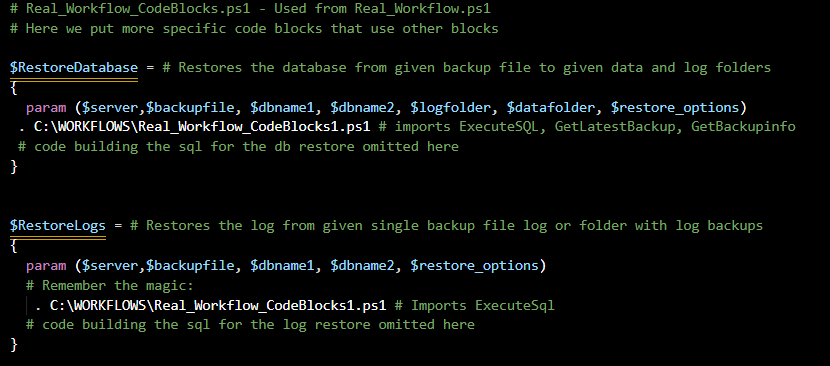 # Real_Workflow_CodeBlocks.ps1 - Used from Real_Workflow.ps1
# Here we put more specific code blocks that use other blocks
$RestoreDatabase = # Restores the database from given backup file to given data and log folders
{
param ($server,$backupfile, $dbname1, $dbname2, $logfolder, $datafolder, $restore_options)
. C:\WORKFLOWS\Real_Workflow_CodeBlocks1.ps1 # imports ExecuteSQL, GetLatestBackup, GetBackupinfo
# code building the sql for the db restore omitted here
}
$RestoreLogs = # Restores the log from given single backup file log or folder with log backups
{
param ($server,$backupfile, $dbname1, $dbname2, $restore_options)
# Remember the magic:
. C:\WORKFLOWS\Real_Workflow_CodeBlocks1.ps1 # Imports ExecuteSql
# code building the sql for the log restore omitted here
}